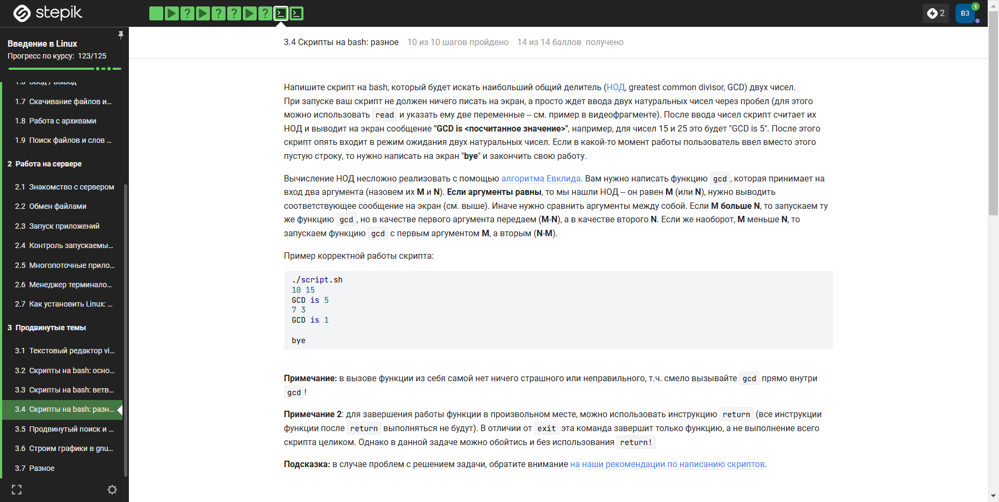 stepik
2
ВЗ
1
Введение в Linux
Прогресс по курсу: 123/125
1.6 Ввод / вывод
1.7 Скачивание файлов и…
1.8 Работа с архивами
1.9 Поиск файлов и слов …
2 Работа на сервере
2.1 Знакомство с сервером
2.2 Обмен файлами
2.3 Запуск приложений
2.4 Контроль запускаемы…
2.5 Многопоточные прило…
2.6 Менеджер терминало…
2.7 Как установить Linux: …
3 Продвинутые темы
3.1 Текстовый редактор vi…
3.2 Скрипты на bash: осно…
3.3 Скрипты на bash: ветв…
3.4 Скрипты на bash: разн…
3.5 Продвинутый поиск и …
3.6 Строим графики в gnu…
3.7 Разное
3.4 Скрипты на bash: разное 10 из 10 шагов пройдено 14 из 14 баллов получено
Напишите скрипт на bash, который будет искать наибольший общий делитель (НОД, greatest common divisor, GCD) двух чисел.
При запуске ваш скрипт не должен ничего писать на экран, а просто ждет ввода двух натуральных чисел через пробел (для этого
можно использовать read и указать ему две переменные -- см. пример в видеофрагменте). После ввода чисел скрипт считает их
НОД и выводит на экран сообщение "GCD is <посчитанное значение>", например, для чисел 15 и 25 это будет "GCD is 5". После этого
скрипт опять входит в режим ожидания двух натуральных чисел. Если в какой-то момент работы пользователь ввел вместо этого
пустую строку, то нужно написать на экран "bye" и закончить свою работу.
Вычисление НОД несложно реализовать с помощью алгоритма Евклида. Вам нужно написать функцию gcd, которая принимает на
вход два аргумента (назовем их M и N). Если аргументы равны, то мы нашли НОД -- он равен M (или N), нужно выводить
соответствующее сообщение на экран (см. выше). Иначе нужно сравнить аргументы между собой. Если M больше N, то запускаем ту
же функцию gcd, но в качестве первого аргумента передаем (M-N), а в качестве второго N. Если же наоборот, M меньше N, то
запускаем функцию gcd с первым аргументом M, а вторым (N-M).
Пример корректной работы скрипта:
./script.sh
10 15
GCD is 5
7 3
GCD is 1
bye
Примечание: в вызове функции из себя самой нет ничего страшного или неправильного, т.ч. смело вызывайте gcd прямо внутри
gcd!
Примечание 2: для завершения работы функции в произвольном месте, можно использовать инструкцию return (все инструкции
функции после return выполняться не будут). В отличии от exit эта команда завершит только функцию, а не выполнение всего
скрипта целиком. Однако в данной задаче можно обойтись и без использования return!
Подсказка: в случае проблем с решением задачи, обратите внимание на наши рекомендации по написанию скриптов.